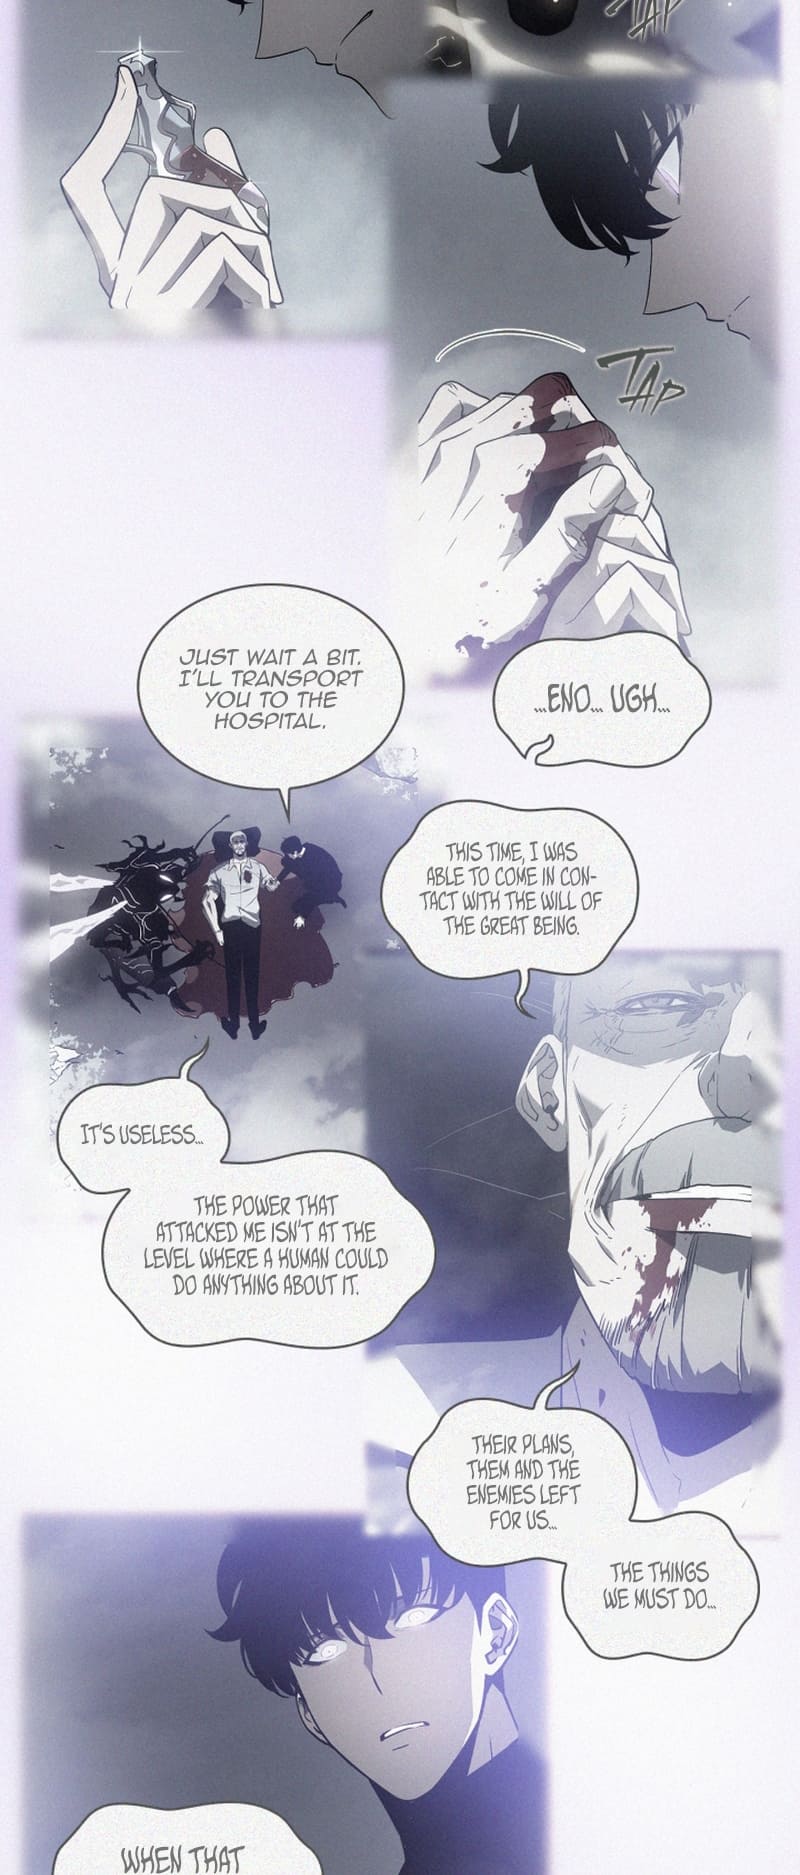 TAP
TAP
JUST WAIT A BIT.
I'LL TRANSPORT
YOU TO THE
HOSPITAL.
...END... UGH...
THIS TIME, I WAS
ABLE TO COME IN CON-
TACT WITH THE WILL OF
THE GREAT BEING.
IT'S USELESS...
THE POWER THAT
ATTACKED ME ISN'T AT THE
LEVEL WHERE A HUMAN COULD
DO ANYTHING ABOUT IT.
THEIR PLANS,
THEM AND THE
ENEMIES LEFT
FOR US...
THE THINGS
WE MUST DO...
WHEN THAT